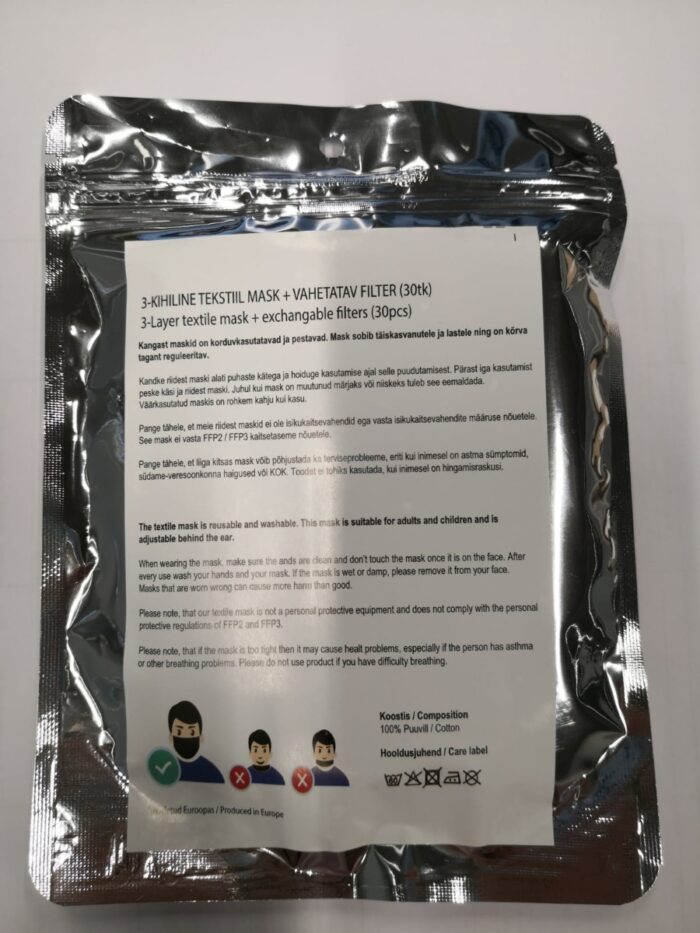 3-KIHILINE TEKSTIIL MASK + VAHETATAV FILTER (30tk)
3-Layer textile mask + exchangable filters (30pcs)
Kangast maskid on korduvkasutatavad ja pestavad. Mask sobib täiskasvanutele ja lastele ning on kõrva
tagant reguleeritav.
Kandke riidest maski alati puhaste kätega ja hoiduge kasutamise ajal selle puudutamisest. Pärast iga kasutamist
peske käsi ja riidest maski. Juhul kui mask on muutunud märjaks või niiskeks tuleb see eemaldada.
Väärkasutatud maskis on rohkem kahju kui kasu.
Pange tähele, et meie riidest maskid ei ole isikukaitsevahendid ega vasta isikukaitsevahendite määruse nõuetele.
See mask ei vasta FFP2 / FFP3 kaitsetaseme nõuetele.
Pange tähele, et liiga kitsas mask võib põhjustada ka terviseprobleeme, eriti kui inimesel on astma sümptomid,
südame-veresoonkonna haigused või KOK. Toodet ei tohiks kasutada, kui inimesel on hingamisraskusi.
The textile mask is reusable and washable. This mask is suitable for adults and children and is
adjustable behind the ear.
When wearing the mask, make sure the ands are clean and don't touch the mask once it is on the face. After
every use wash your hands and your mask. If the mask is wet or damp, please remove it from your face.
Masks that are worn wrong can cause more harm than good.
Please note, that our textile mask is not a personal protective equipment and does not comply with the personal
protective regulations of FFP2 and FFP3.
Please note, that if the mask is too tight then it may cause healt problems, especially if the person has asthma
or other breathing problems. Please do not use product if you have difficulty breathing.
Koostis / Composition
100% Puuvill / Cotton
Hooldusjuhend / Care label
Euroopas / Produced in Europe